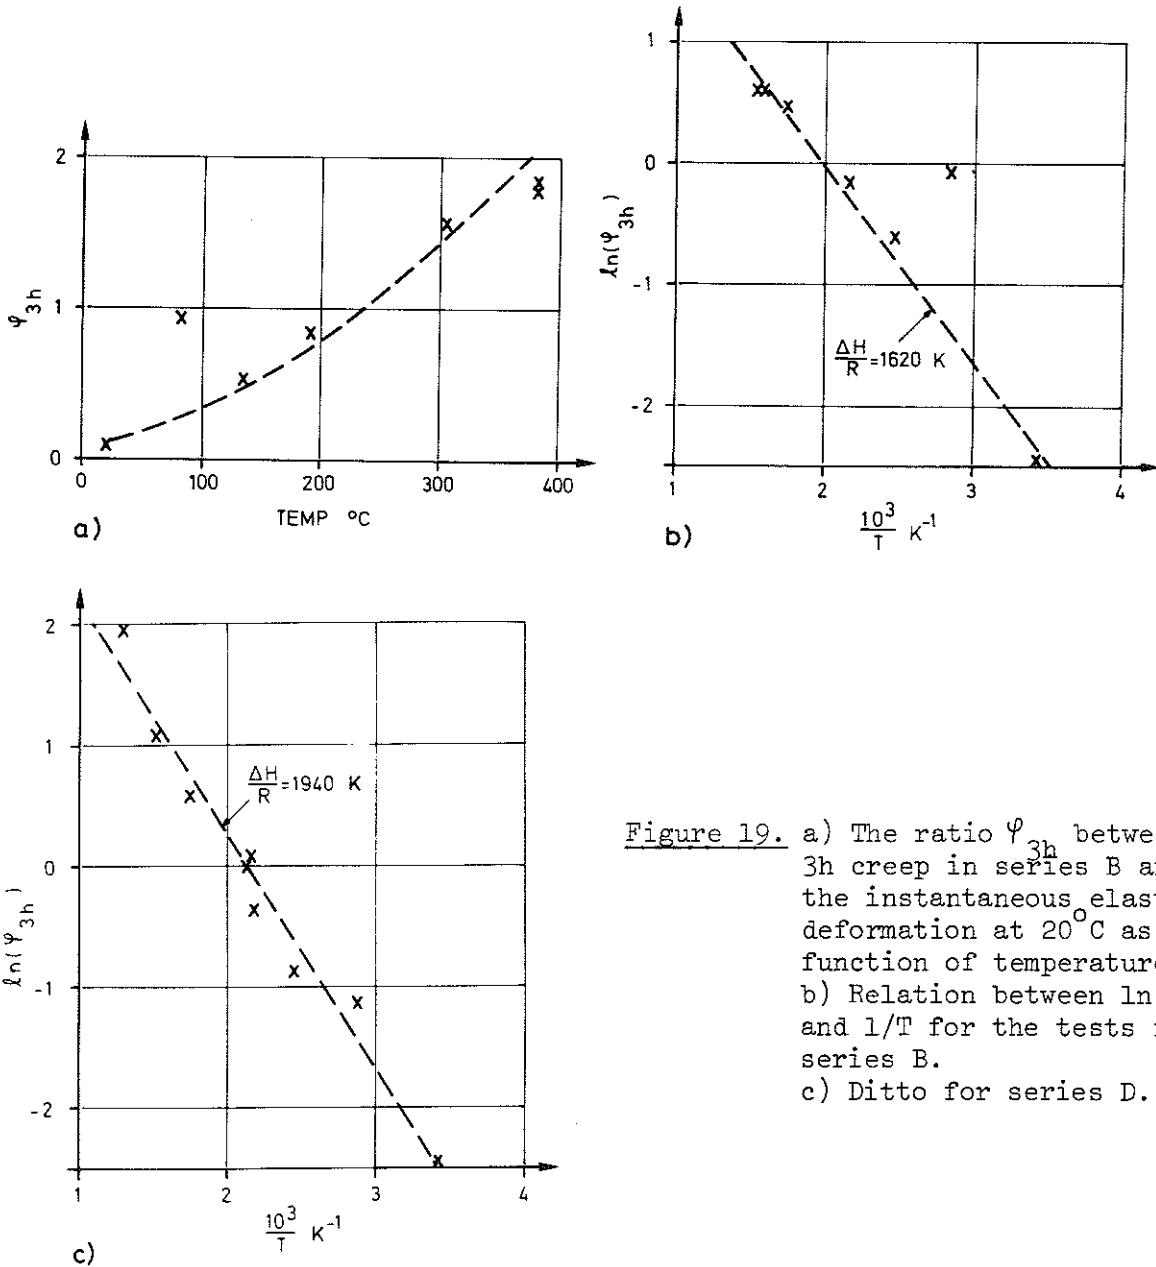 2
1
0
φ3h
0
100
200
300
400
TEMP °C
a)
1
0
-1
-2
ln(φ3h)
ΔH/R=1620 K
1
2
3
4
10³/T K⁻¹
b)
2
1
0
-1
-2
ln(φ3h)
ΔH/R=1940 K
1
2
3
4
10³/T K⁻¹
c)
Figure 19. a) The ratio φ3h
3h creep in series B
the instantaneous
deformation at 20°C as
function of
b) Relation between ln
and 1/T for the tests
series B.
c) Ditto for series D.